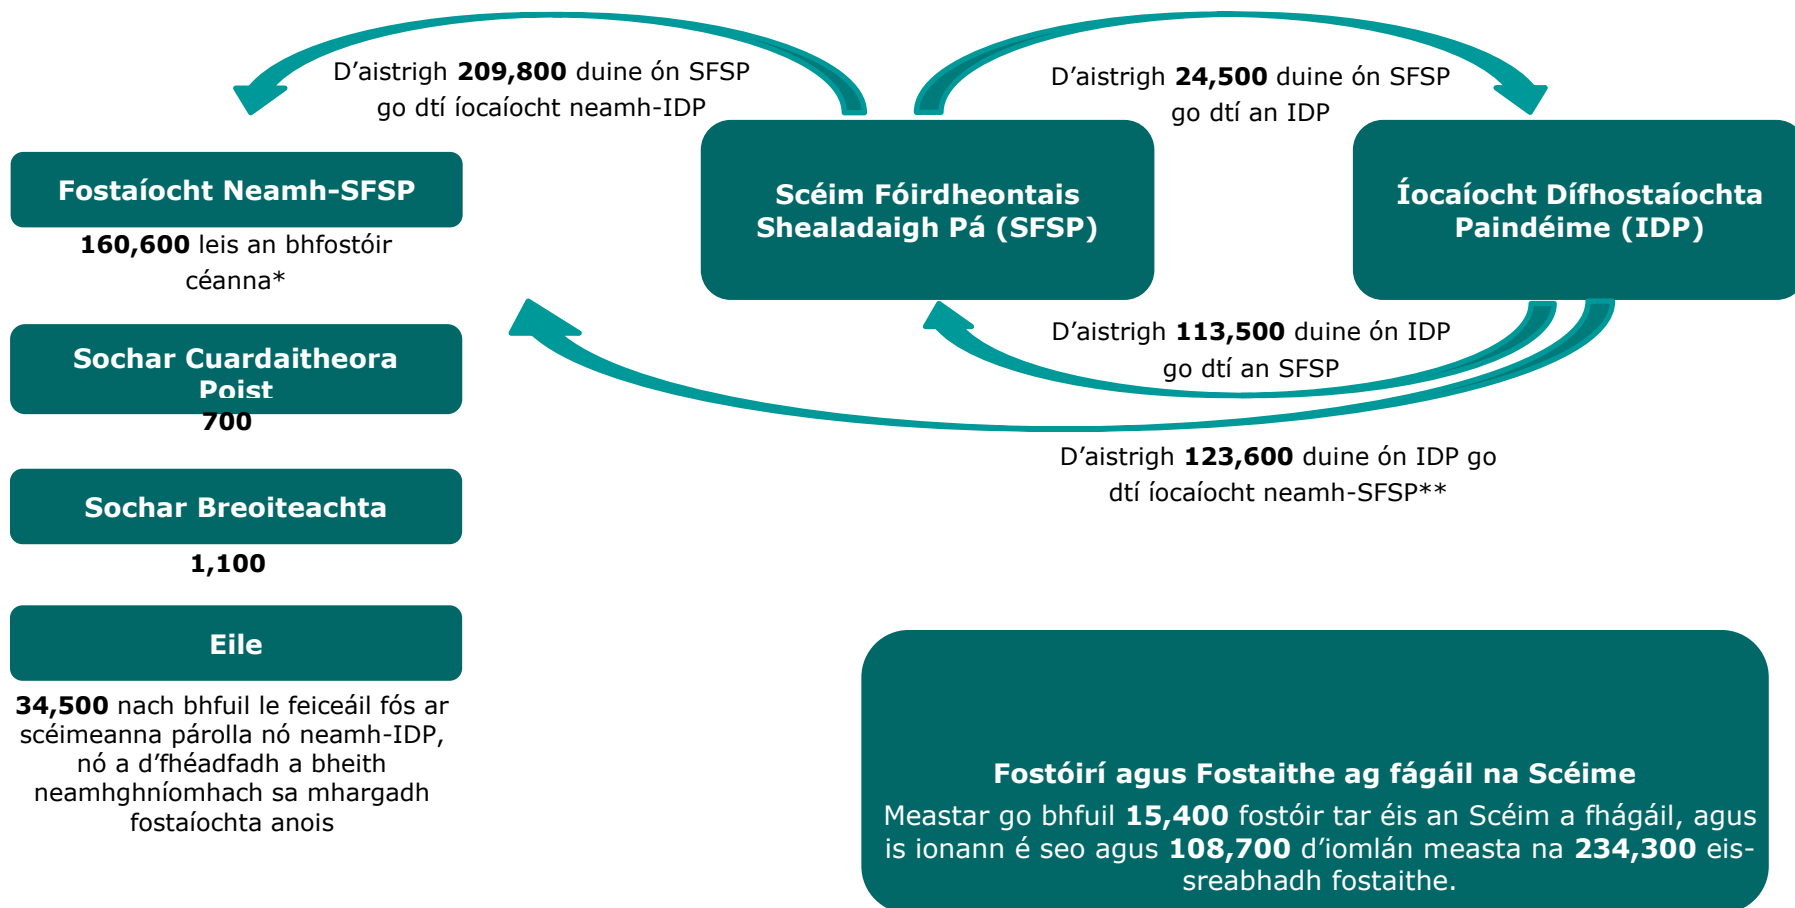 D'aistrigh 209,800 duine ón SFSP
go dtí íocaíocht neamh-IDP
D'aistrigh 24,500 duine ón SFSP
go dtí an IDP
Fostaíocht Neamh-SFSP
160,600 leis an bhfostóir
céanna*
Scéim Fóirdheontais
Shealadaigh Pá (SFSP)
Íocaíocht Dífhostaíochta
Paindéime (IDP)
Sochar Cuardaitheora
Poist
700
D'aistrigh 113,500 duine ón IDP
go dtí an SFSP
D'aistrigh 123,600 duine ón IDP go
dtí íocaíocht neamh-SFSP**
Sochar Breoiteachta
1,100
Eile
34,500 nach bhfuil le feiceáil fós ar
scéimeanna párolla nó neamh-IDP,
nó a d'fhéadfadh a bheith
neamhghníomhach sa mhargadh
fostaíochta anois
Fostóirí agus Fostaithe ag fágáil na Scéime
Meastar go bhfuil 15,400 fostóir tar éis an Scéim a fhágáil, agus
is ionann é seo agus 108,700 d'iomlán measta na 234,300 eis-
sreabhadh fostaithe.